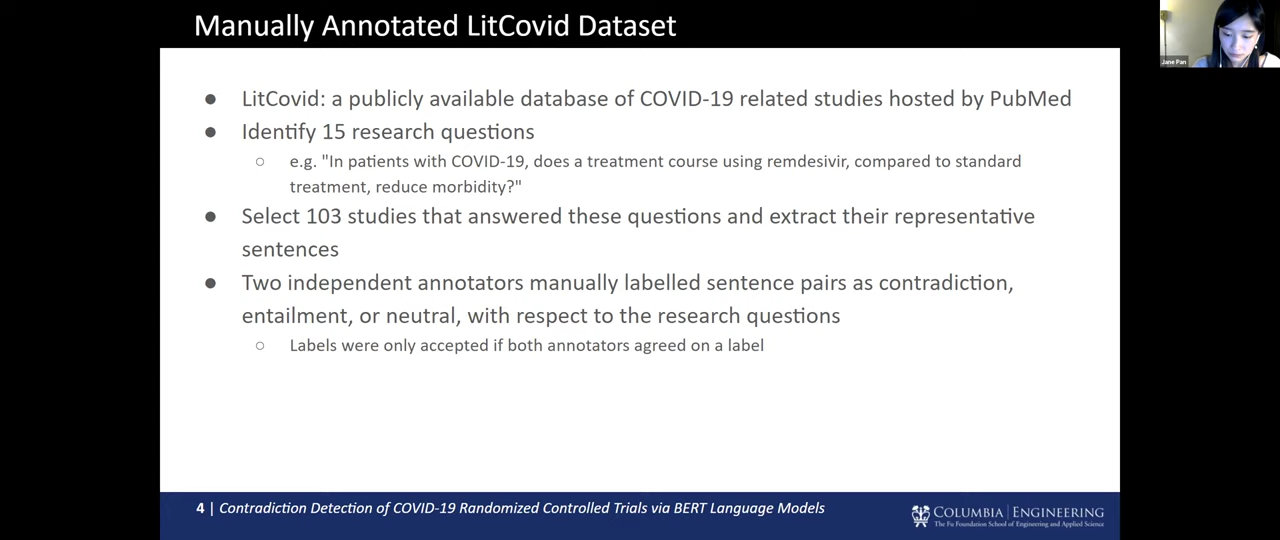 Manually Annotated LitCovid Dataset
Jane Pan
● LitCovid: a publicly available database of COVID-19 related studies hosted by PubMed
● Identify 15 research questions
○ e.g. "In patients with COVID-19, does a treatment course using remdesivir, compared to standard
treatment, reduce morbidity?"
● Select 103 studies that answered these questions and extract their representative
sentences
● Two independent annotators manually labelled sentence pairs as contradiction,
entailment, or neutral, with respect to the research questions
○ Labels were only accepted if both annotators agreed on a label
4 | Contradiction Detection of COVID-19 Randomized Controlled Trials via BERT Language Models
COLUMBIA | ENGINEERING
The Fu Foundation School of Engineering and Applied Science